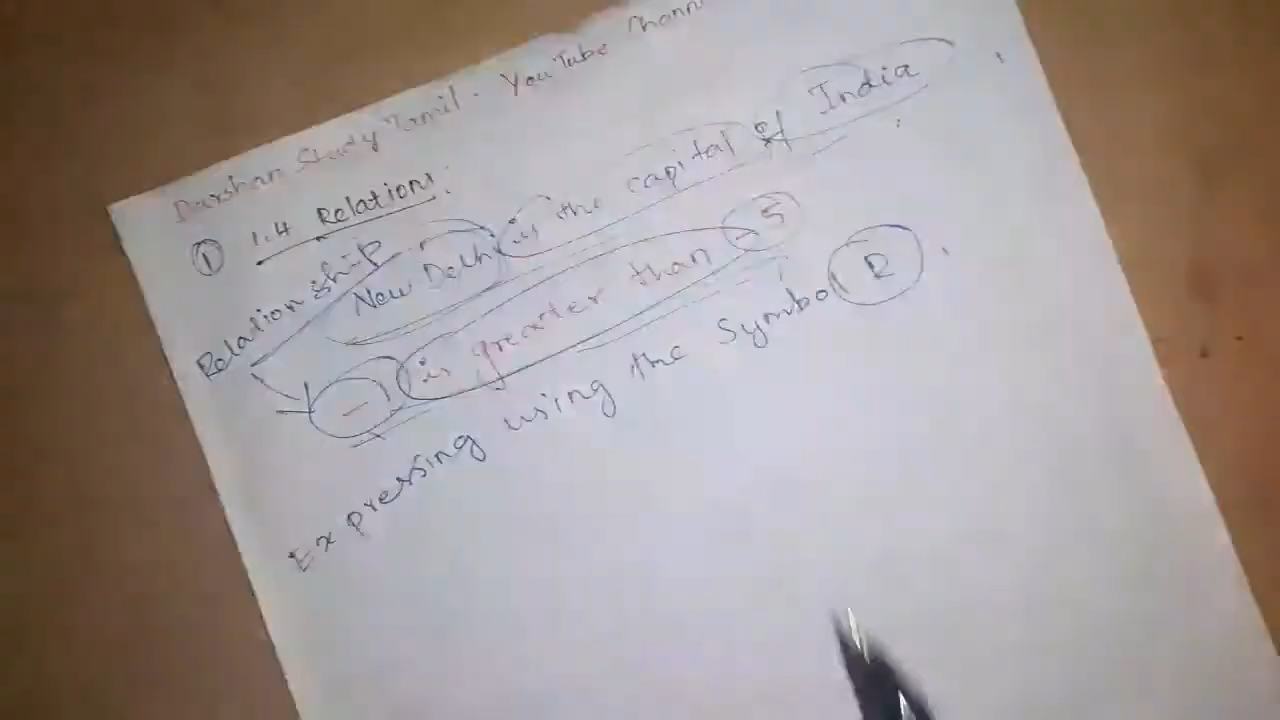 Darshan Study Tamil. YouTube Chann
① 1.4 Relations:
Relationship
New Delhi is the capital of India
- is greater than -5
Expressing using the Symbol R.